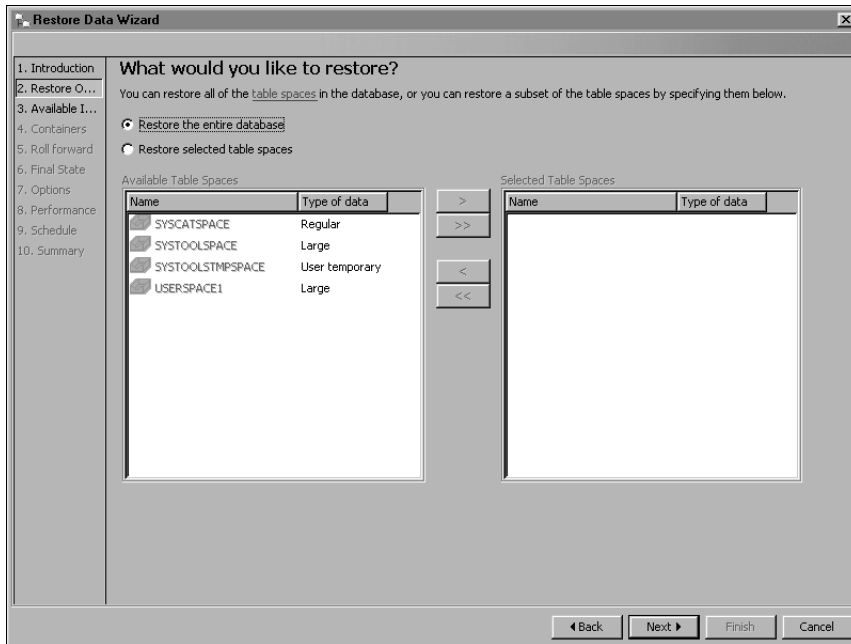 Restore Data Wizard
1. Introduction
2. Restore O...
3. Available I...
4. Containers
5. Roll forward
6. Final State
7. Options
8. Performance
9. Schedule
10. Summary
What would you like to restore?
You can restore all of the table spaces in the database, or you can restore a subset of the table spaces by specifying them below.
Restore the entire database
Restore selected table spaces
Available Table Spaces
Name Type of data
SYSCATSPACE Regular
SYSTOOLSPACE Large
SYSTOOLSTMPSPACE User temporary
USERSPACE1 Large
>
>>
<
<<
Selected Table Spaces
Name Type of data
Back Next Finish Cancel